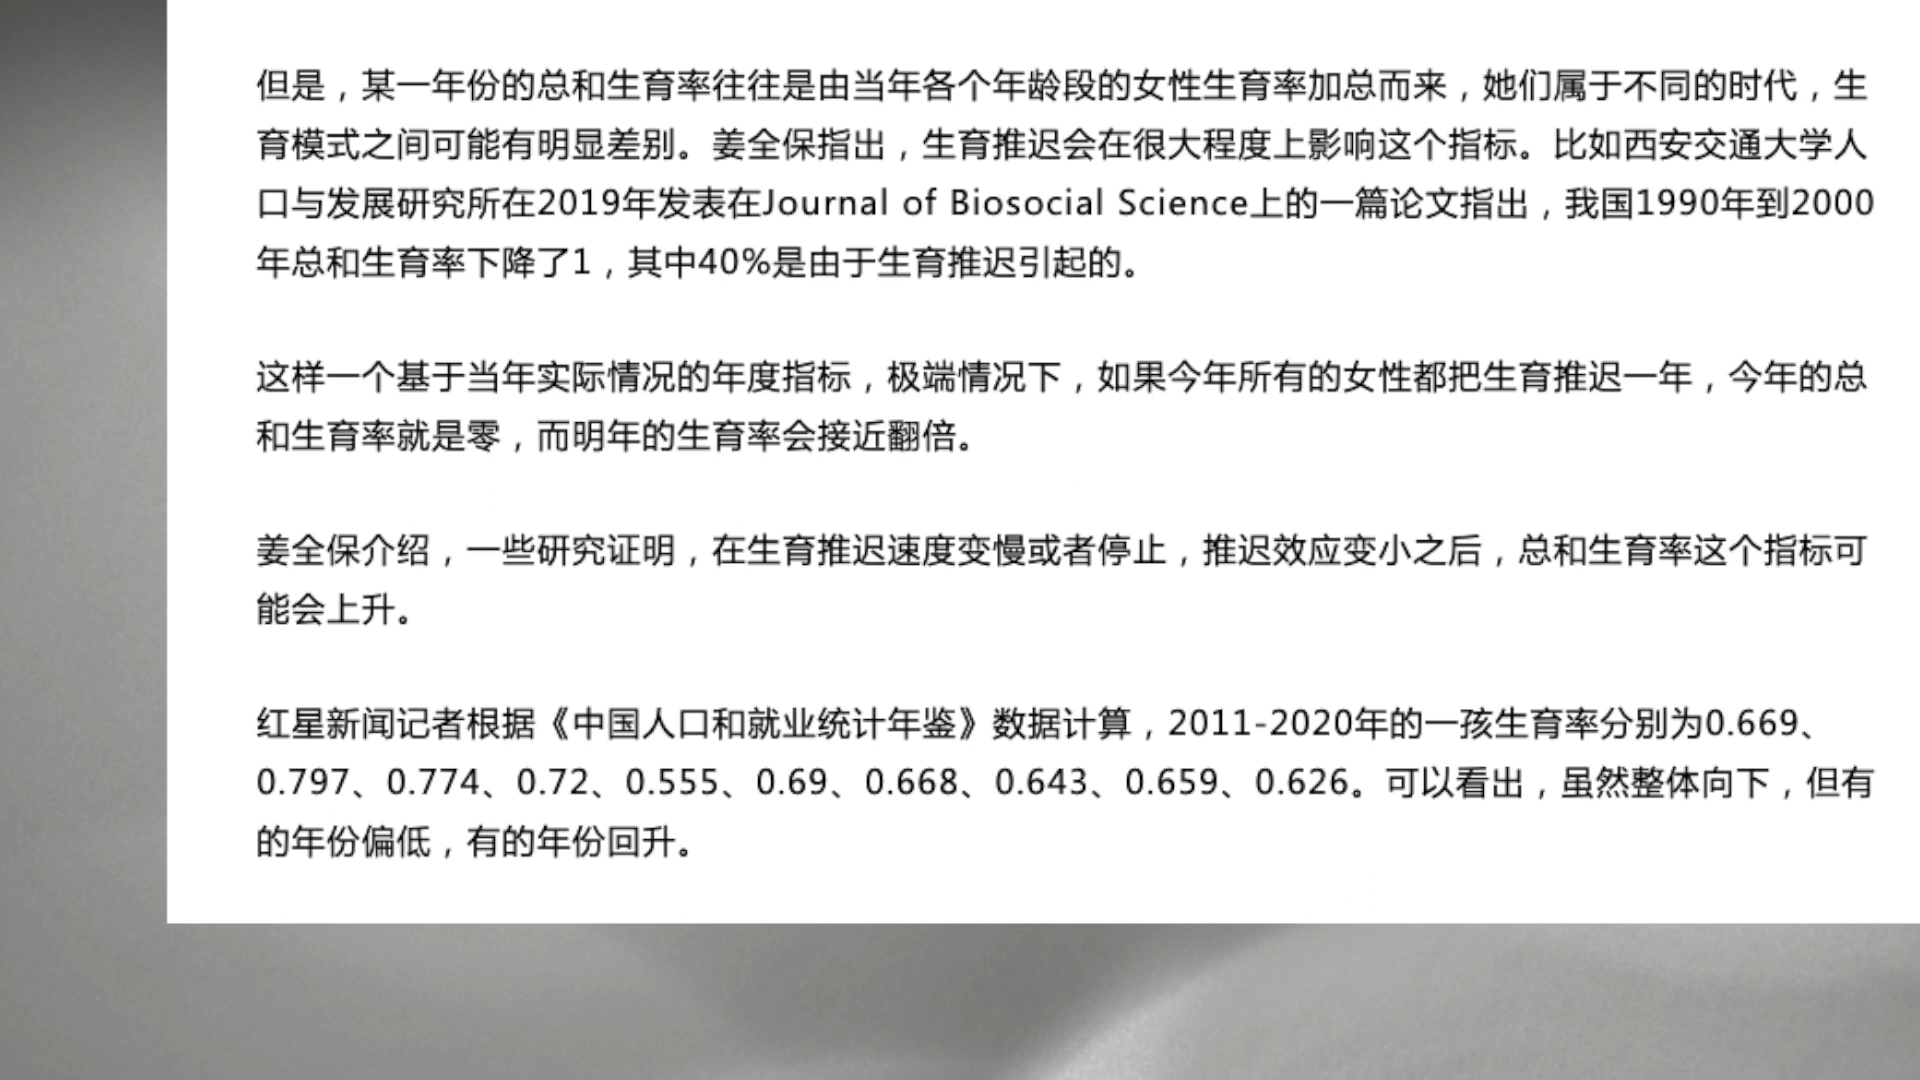 但是，某一年份的总和生育率往往是由当年各个年龄段的女性生育率加总而来，她们属于不同的时代，生
育模式之间可能有明显差别。姜全保指出，生育推迟会在很大程度上影响这个指标。比如西安交通大学人
口与发展研究所在2019年发表在Journal of Biosocial Science上的一篇论文指出，我国1990年到2000
年总和生育率下降了1，其中40%是由于生育推迟引起的。
这样一个基于当年实际情况的年度指标，极端情况下，如果今年所有的女性都把生育推迟一年，今年的总
和生育率就是零，而明年的生育率会接近翻倍。
姜全保介绍，一些研究证明，在生育推迟速度变慢或者停止，推迟效应变小之后，总和生育率这个指标可
能会上升。
红星新闻记者根据《中国人口和就业统计年鉴》数据计算，2011-2020年的一孩生育率分别为0.669、
0.797、0.774、0.72、0.555、0.69、0.668、0.643、0.659、0.626。可以看出，虽然整体向下，但有
的年份偏低，有的年份回升。